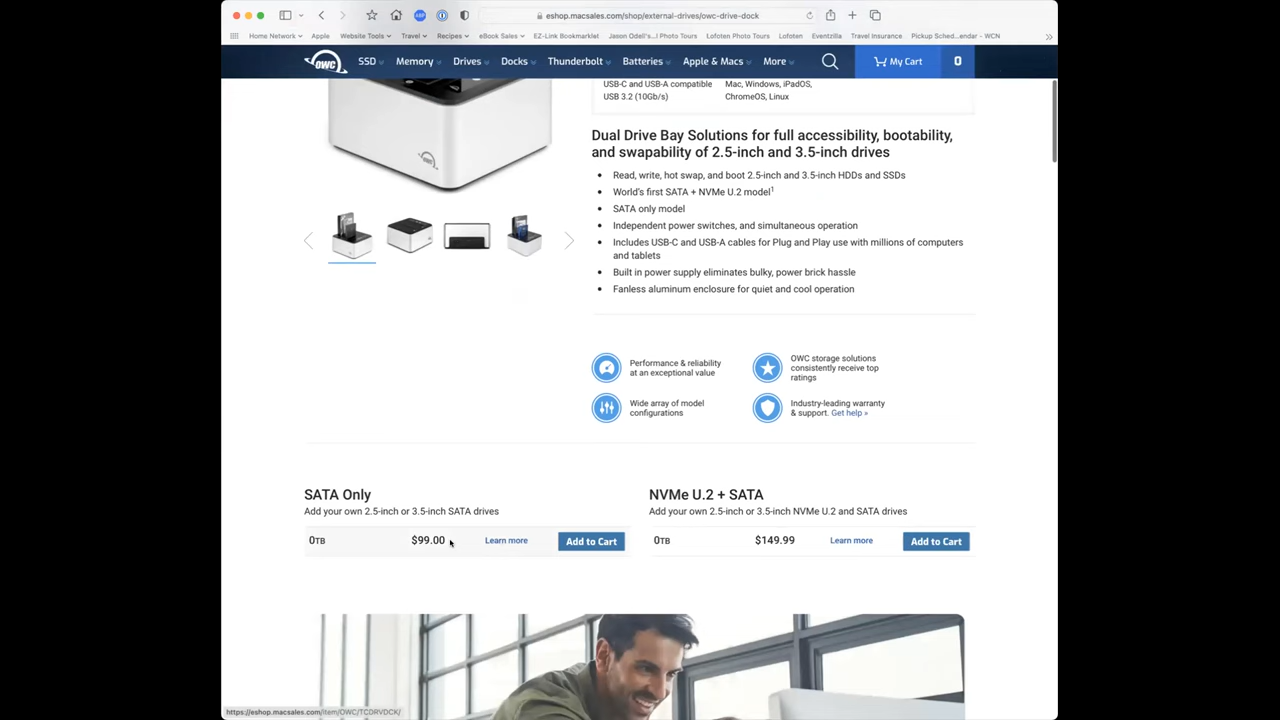 ABP
eshop.macsales.com/shop/external-drives/owc-drive-dock
Home Network
Apple
Website Tools
Travel
Recipes
eBook Sales
EZ-Link Bookmarklet
Jason Odell's...l Photo Tours
Lofoten Photo Tours
Lofoten
Eventzilla
Travel Insurance
Pickup Sched...endar - WCN
OWC
SSD
Memory
Drives
Docks
Thunderbolt
Batteries
Apple & Macs
More
My Cart
0
USB-C and USB-A compatible
USB 3.2 (10Gb/s)
Mac, Windows, iPadOS,
ChromeOS, Linux
OWC
Dual Drive Bay Solutions for full accessibility, bootability,
and swapability of 2.5-inch and 3.5-inch drives
• Read, write, hot swap, and boot 2.5-inch and 3.5-inch HDDs and SSDs
• World's first SATA + NVMe U.2 model1
• SATA only model
• Independent power switches, and simultaneous operation
• Includes USB-C and USB-A cables for Plug and Play use with millions of computers
and tablets
• Built in power supply eliminates bulky, power brick hassle
• Fanless aluminum enclosure for quiet and cool operation
Performance & reliability
at an exceptional value
OWC storage solutions
consistently receive top
ratings
Wide array of model
configurations
Industry-leading warranty
& support. Get help »
SATA Only
Add your own 2.5-inch or 3.5-inch SATA drives
0TB
$99.00
Learn more
Add to Cart
NVMe U.2 + SATA
Add your own 2.5-inch or 3.5-inch NVMe U.2 and SATA drives
0TB
$149.99
Learn more
Add to Cart
https://eshop.macsales.com/item/OWC/TCDRVDCK/